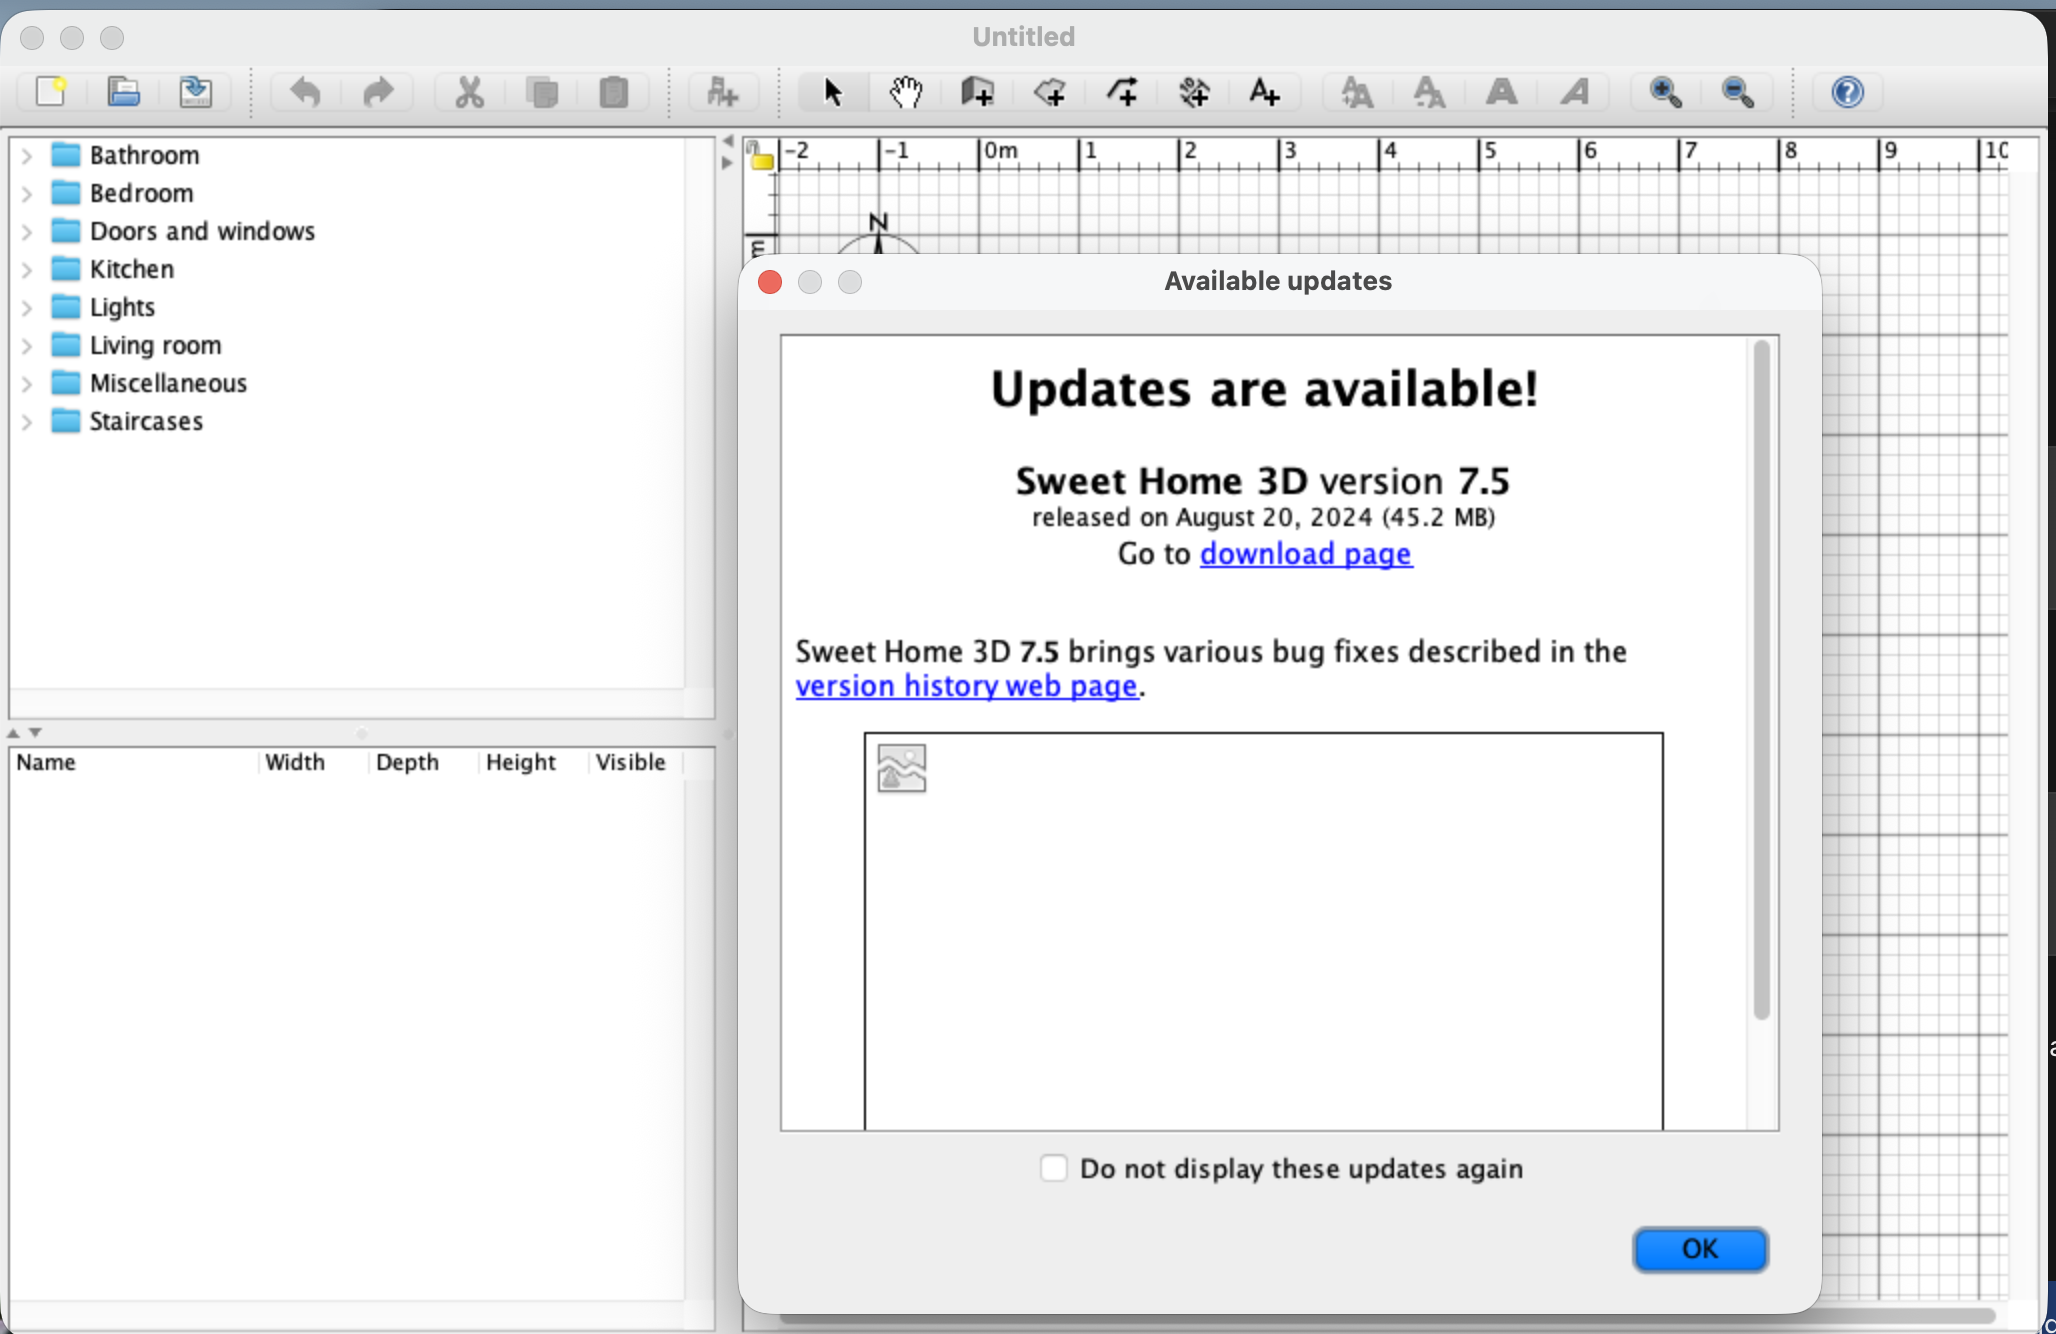 Untitled
Bathroom
Bedroom
Doors and windows
Kitchen
Lights
Living room
Miscellaneous
Staircases
Name Width Depth Height Visible
-2 -1 0m 1 2 3 4 5 6 7 8 9 10
N
m
Available updates
Updates are available!
Sweet Home 3D version 7.5
released on August 20, 2024 (45.2 MB)
Go to download page
Sweet Home 3D 7.5 brings various bug fixes described in the
version history web page.
Do not display these updates again
OK